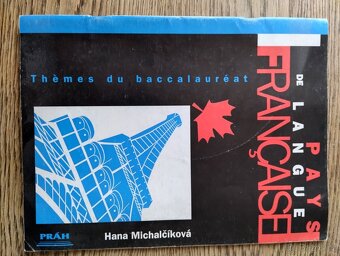 Thèmes du baccalauréat
PAYS
DE LANGUE
FRANÇAISE
Hana Michalčíková
PRÁH